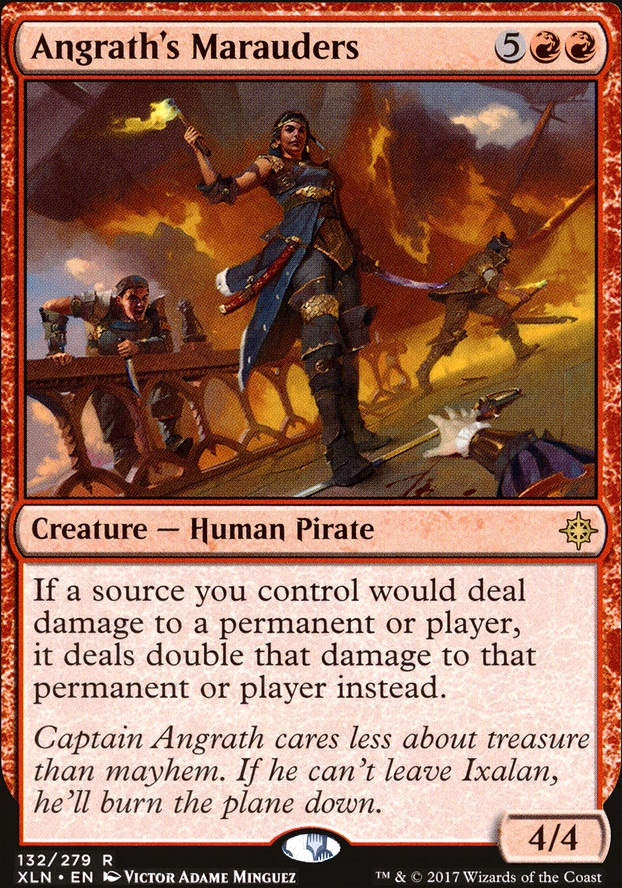 Angrath's Marauders 5
Creature — Human Pirate
If a source you control would deal
damage to a permanent or player,
it deals double that damage to that
permanent or player instead.
Captain Angrath cares less about treasure
than mayhem. If he can't leave Ixalan,
he'll burn the plane down.
4/4
132/279 R
XLN • EN Victor Adame Minguez
™ & © 2017 Wizards of the Coast